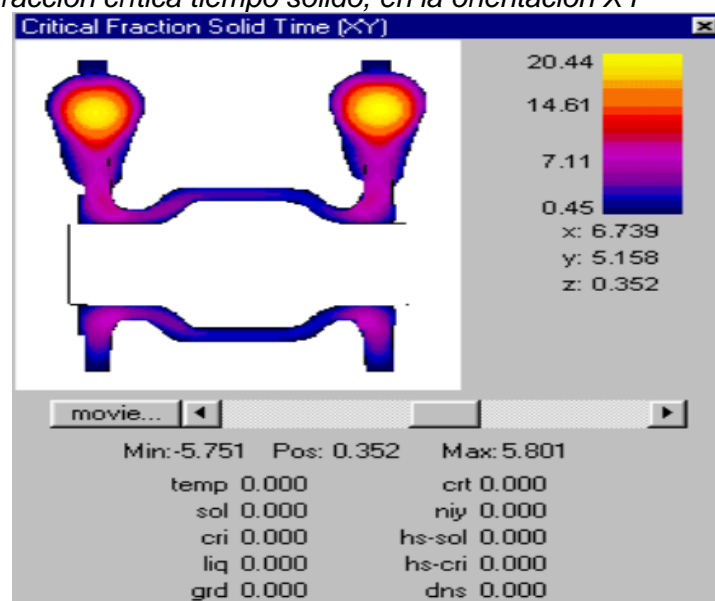 racción crítica tiempo sólido, en la orientación XY
Critical Fraction Solid Time (XY)
20.44
14.61
7.11
0.45
x: 6.739
y: 5.158
z: 0.352
movie...
Min:-5.751 Pos: 0.352 Max: 5.801
temp 0.000 crt 0.000
sol 0.000 niy 0.000
cri 0.000 hs-sol 0.000
liq 0.000 hs-cri 0.000
grd 0.000 dns 0.000